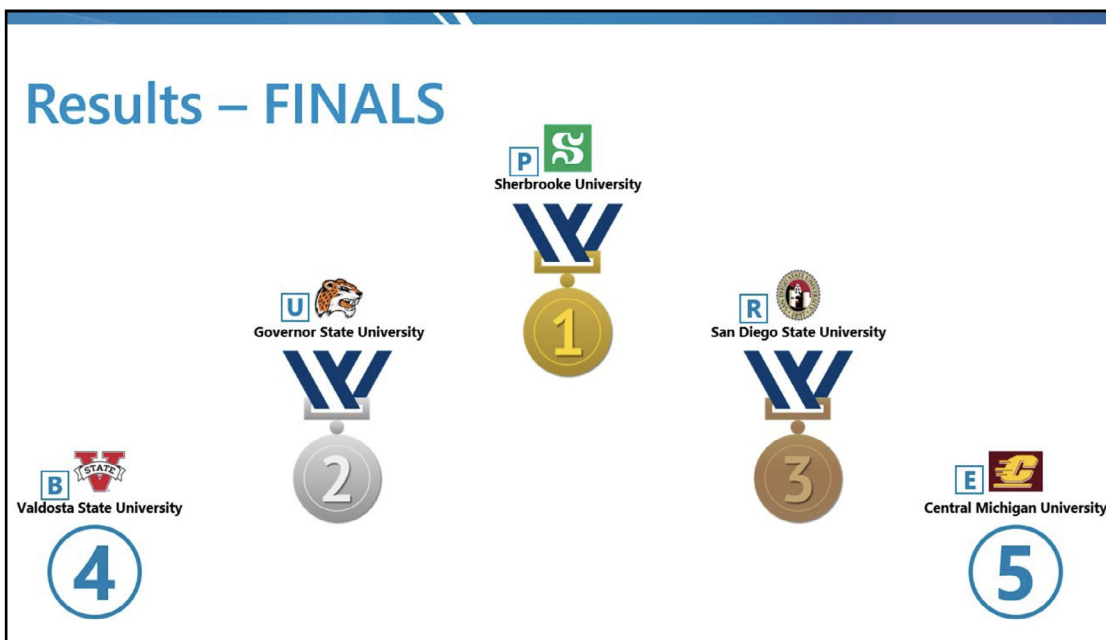 Results – FINALS
P
Sherbrooke University
1
U
Governor State University
2
R
San Diego State University
3
B
STATE
Valdosta State University
4
E
Central Michigan University
5